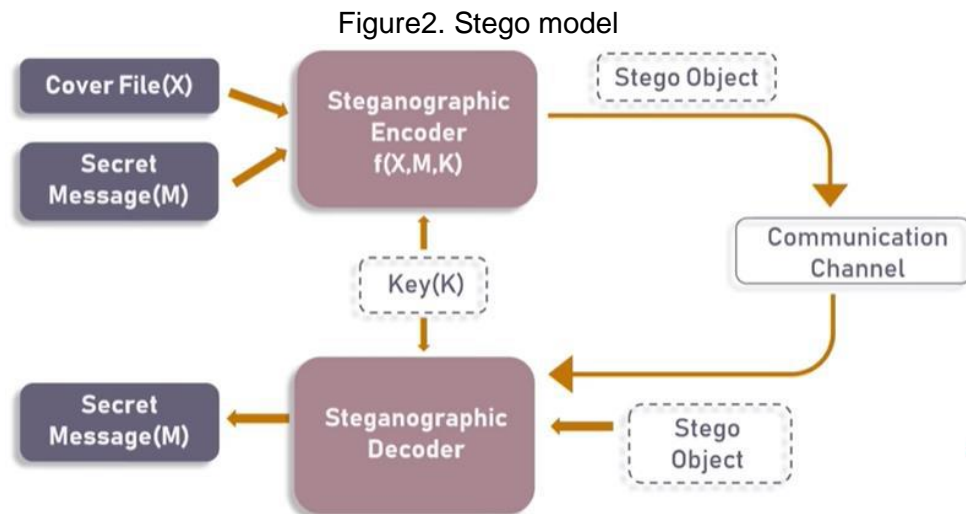 Figure2. Stego model
Cover File(X)
Secret
Message(M)
Steganographic
Encoder
f(X,M,K)
Stego Object
Communication
Channel
Key(K)
Secret
Message(M)
Steganographic
Decoder
Stego
Object